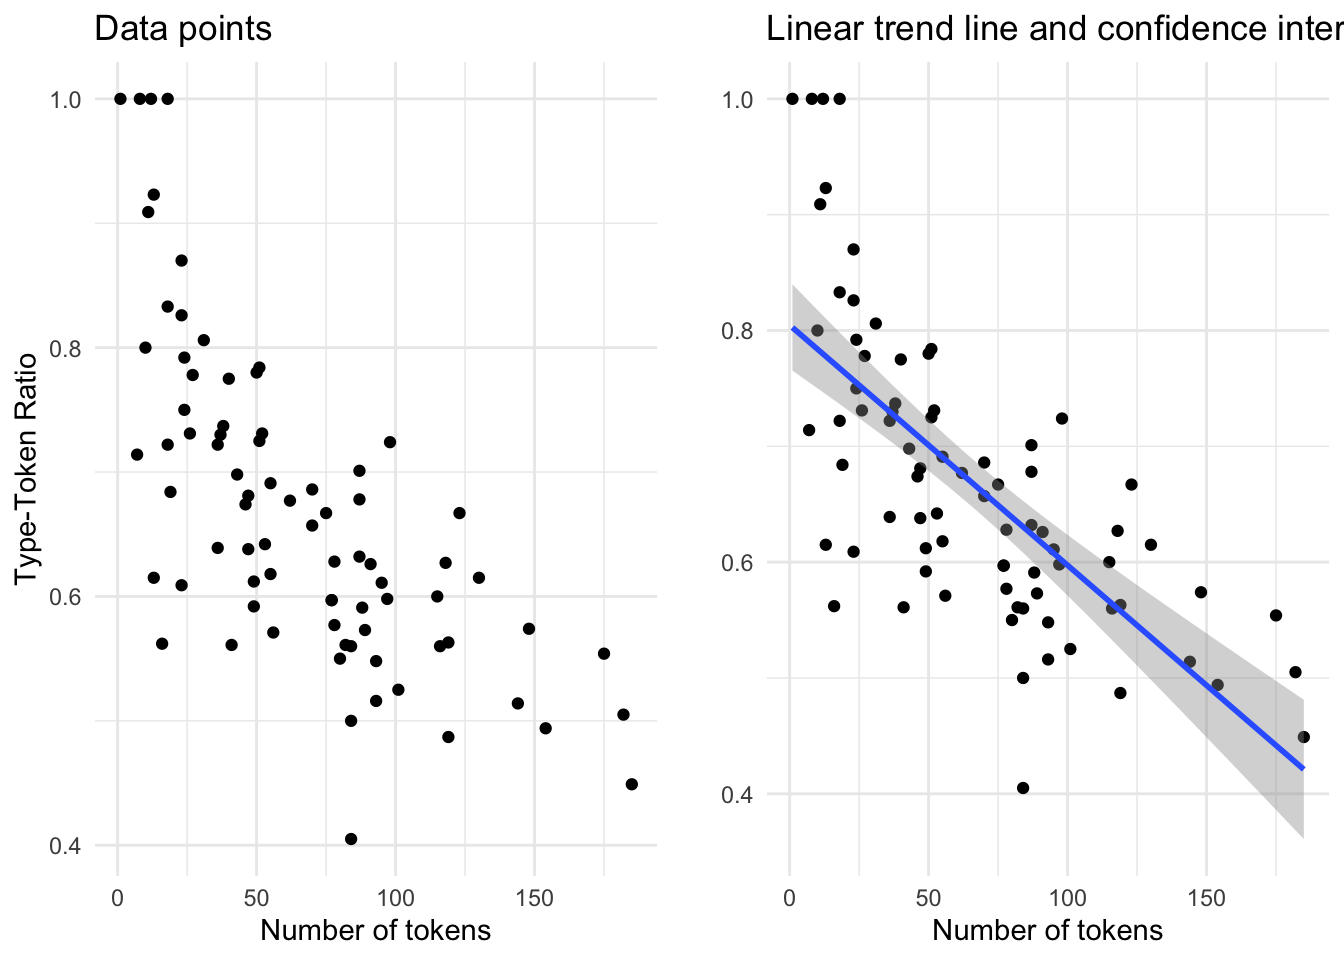 Data points
Type-Token Ratio
1.0
0.8
0.6
0.4
0 50 100 150
Number of tokens
Linear trend line and confidence inter
1.0
0.8
0.6
0.4
0 50 100 150
Number of tokens